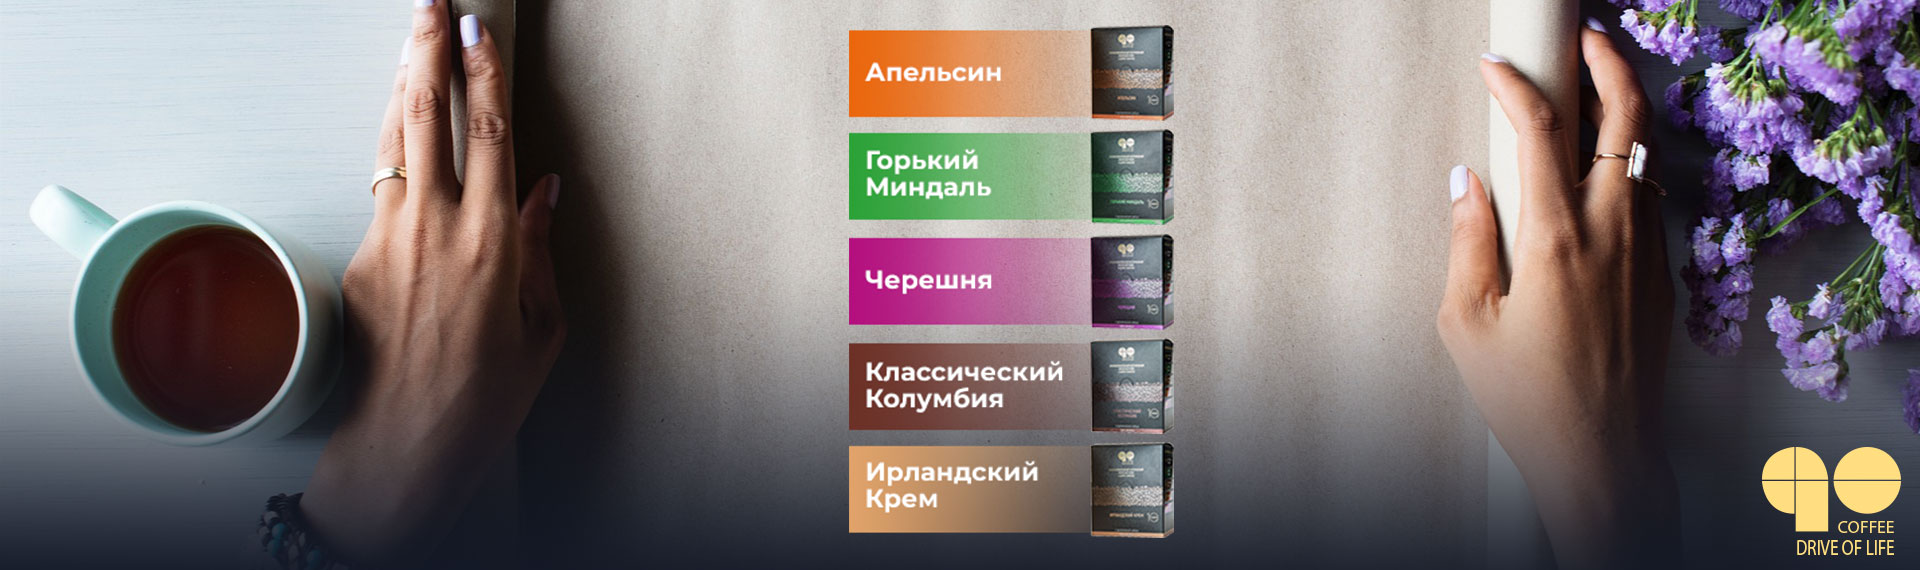 Апельсин
Горький
Миндаль
Черешня
Классический
Колумбия
Ирландский
Крем
COFFEE
DRIVE OF LIFE